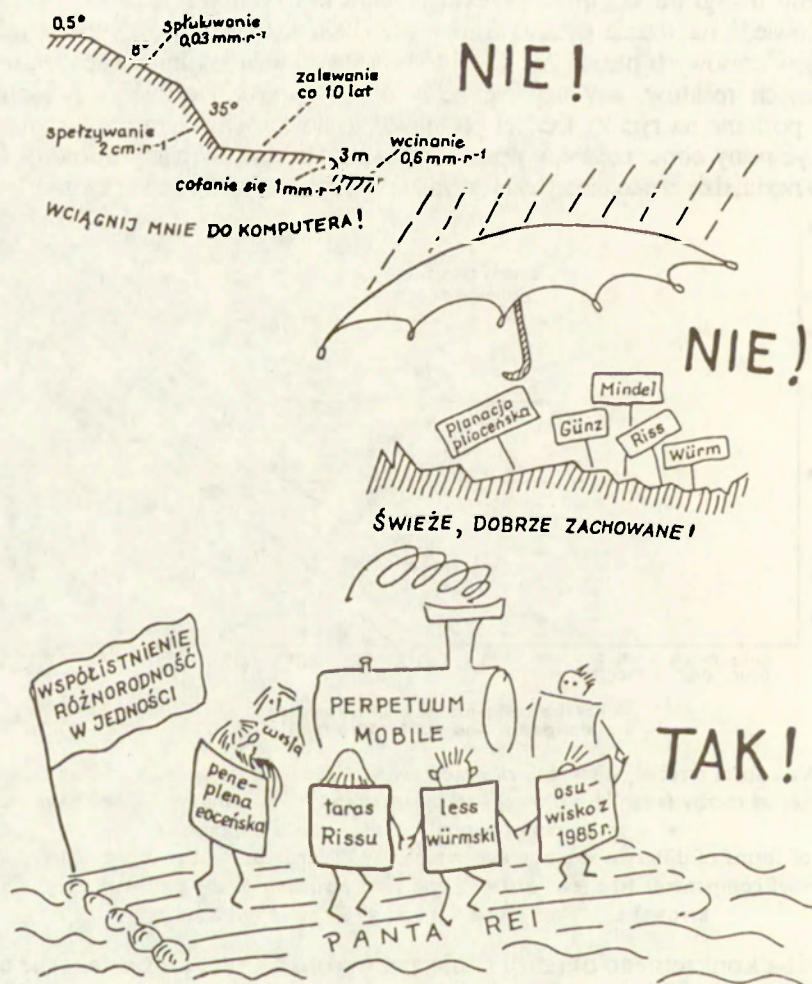 0,5°
8°
spłukiwanie
0,03 mm·r⁻¹
NIE!
35°
zalewanie
co 10 lat
spełzywanie
2 cm·r⁻¹
3 m
wcinanie
0,6 mm·r⁻¹
cofanie się 1 mm·r⁻¹
WCIĄGNIJ MNIE DO KOMPUTERA!
NIE!
Planacja
plioceńska
Günz
Mindel
Riss
Würm
ŚWIEŻE, DOBRZE ZACHOWANE!
WSPÓŁISTNIENIE
RÓŻNORODNOŚĆ
W JEDNOŚCI
PERPETUUM
MOBILE
TAK!
pene-
plena
eoceńska
taras
Rissu
less
würmski
osu-
wisko z
1985 r.
PANTA REI